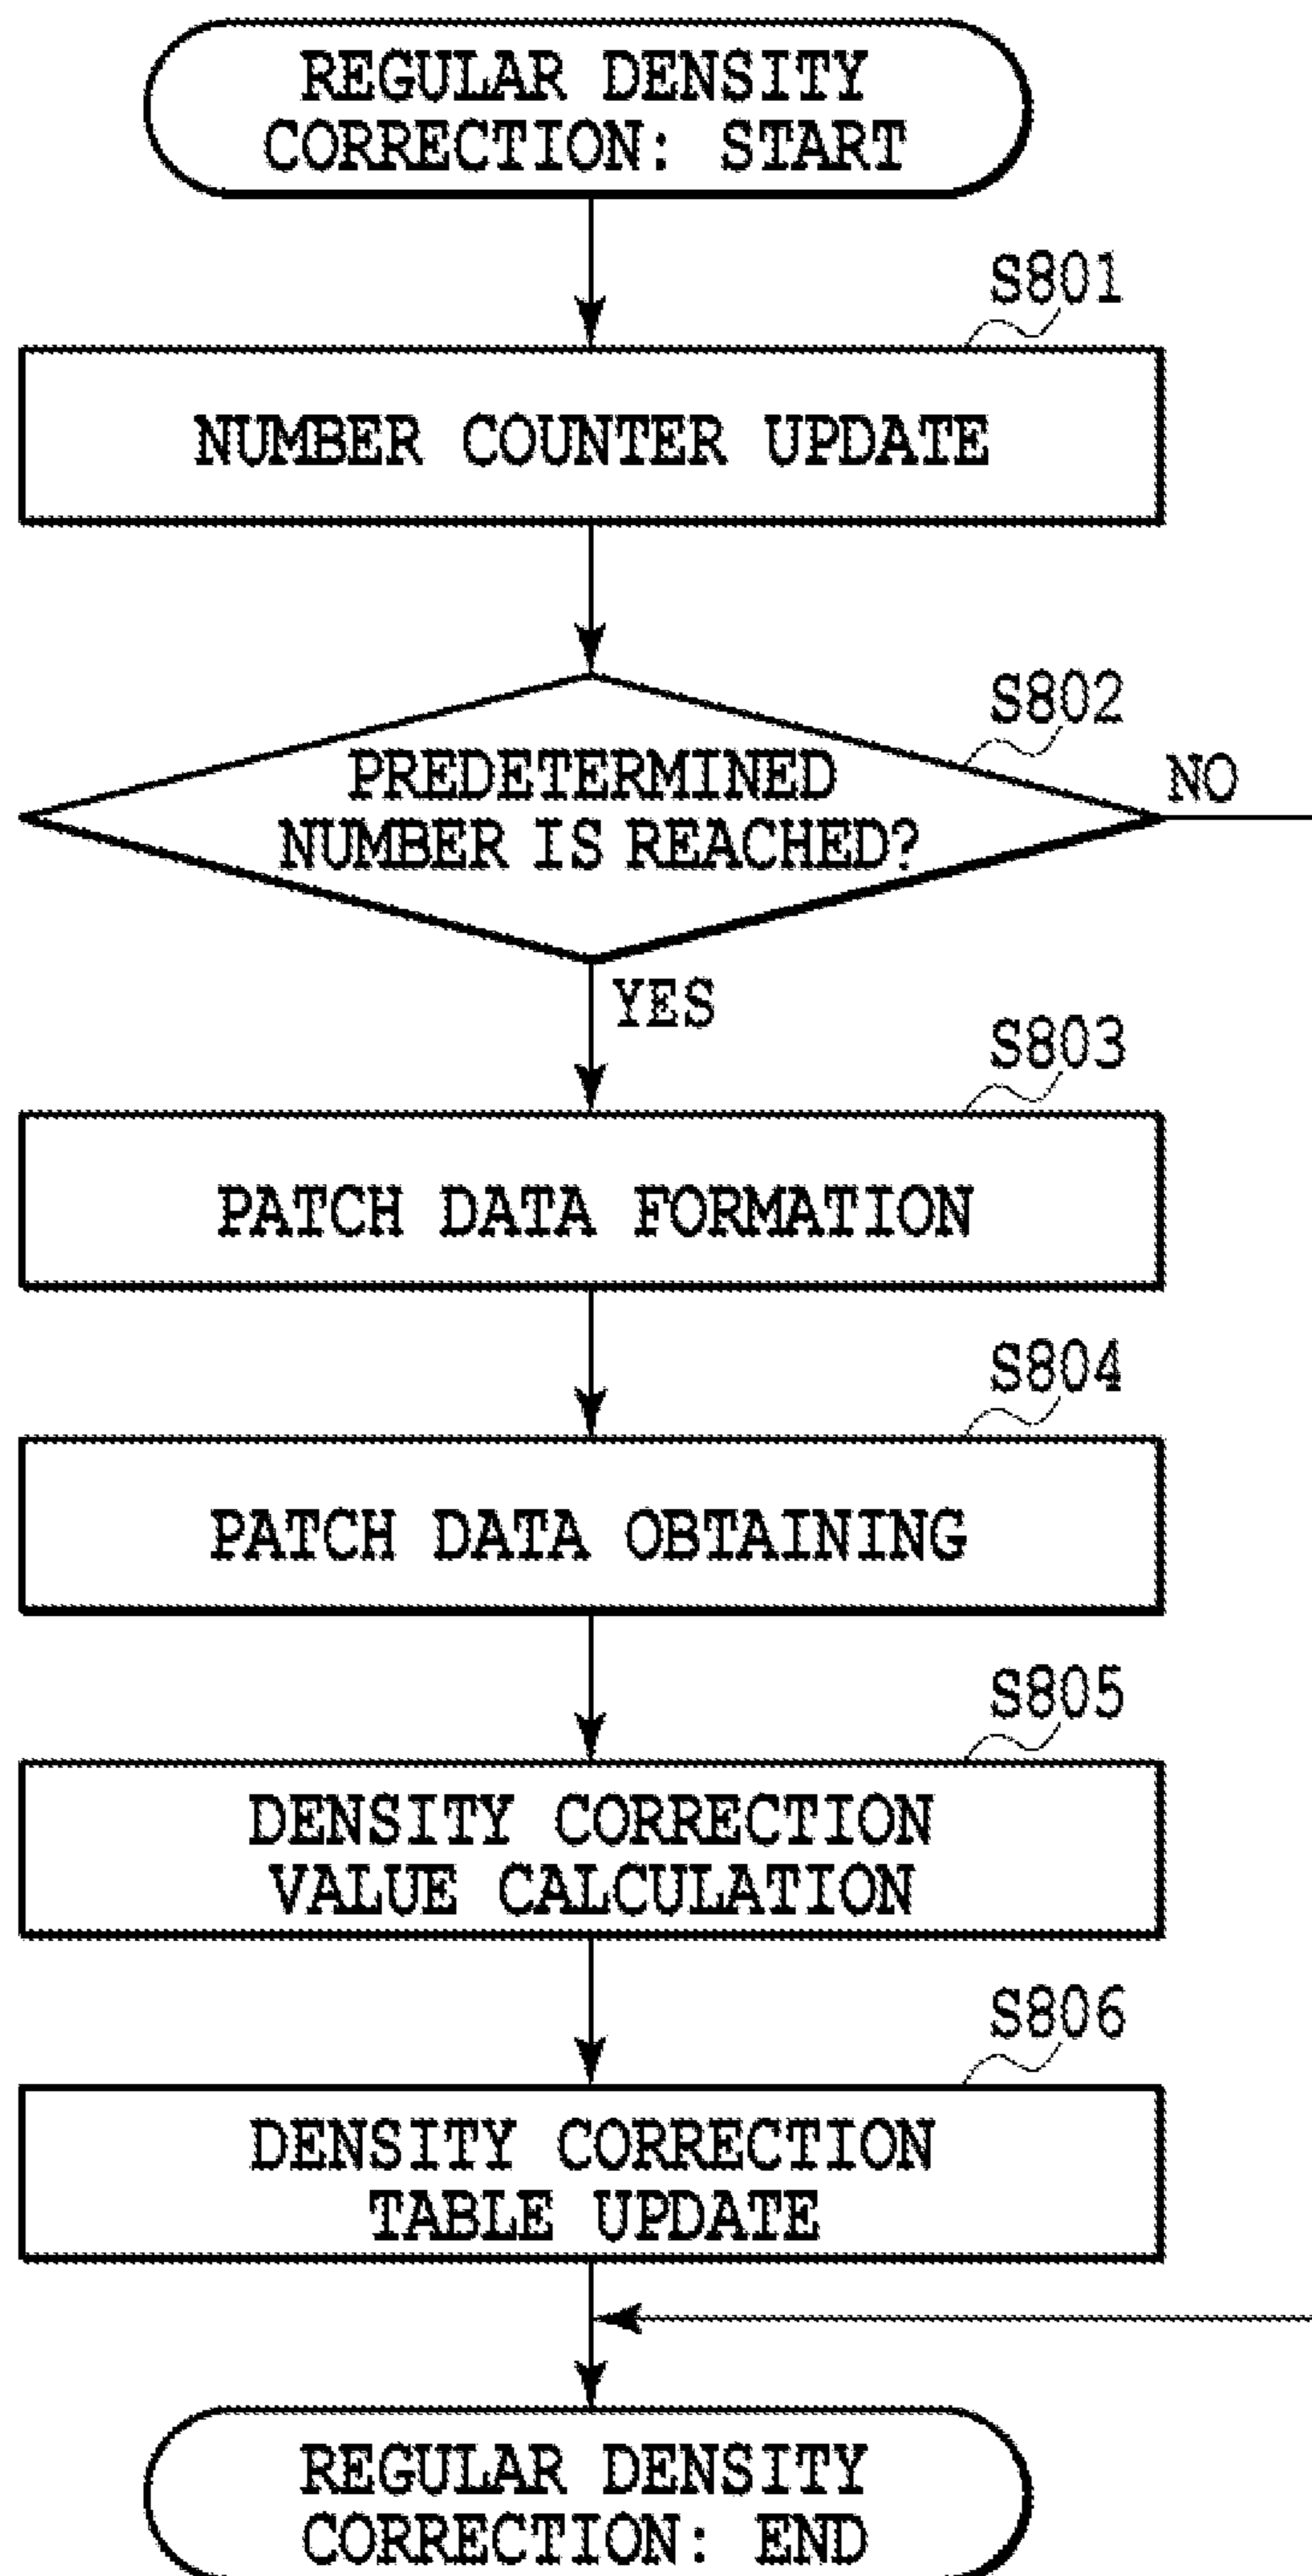 REGULAR DENSITY
CORRECTION: START
S801
NUMBER COUNTER UPDATE
S802
PREDETERMINED
NUMBER IS REACHED?
NO
YES
S803
PATCH DATA FORMATION
S804
PATCH DATA OBTAINING
S805
DENSITY CORRECTION
VALUE CALCULATION
S806
DENSITY CORRECTION
TABLE UPDATE
REGULAR DENSITY
CORRECTION: END